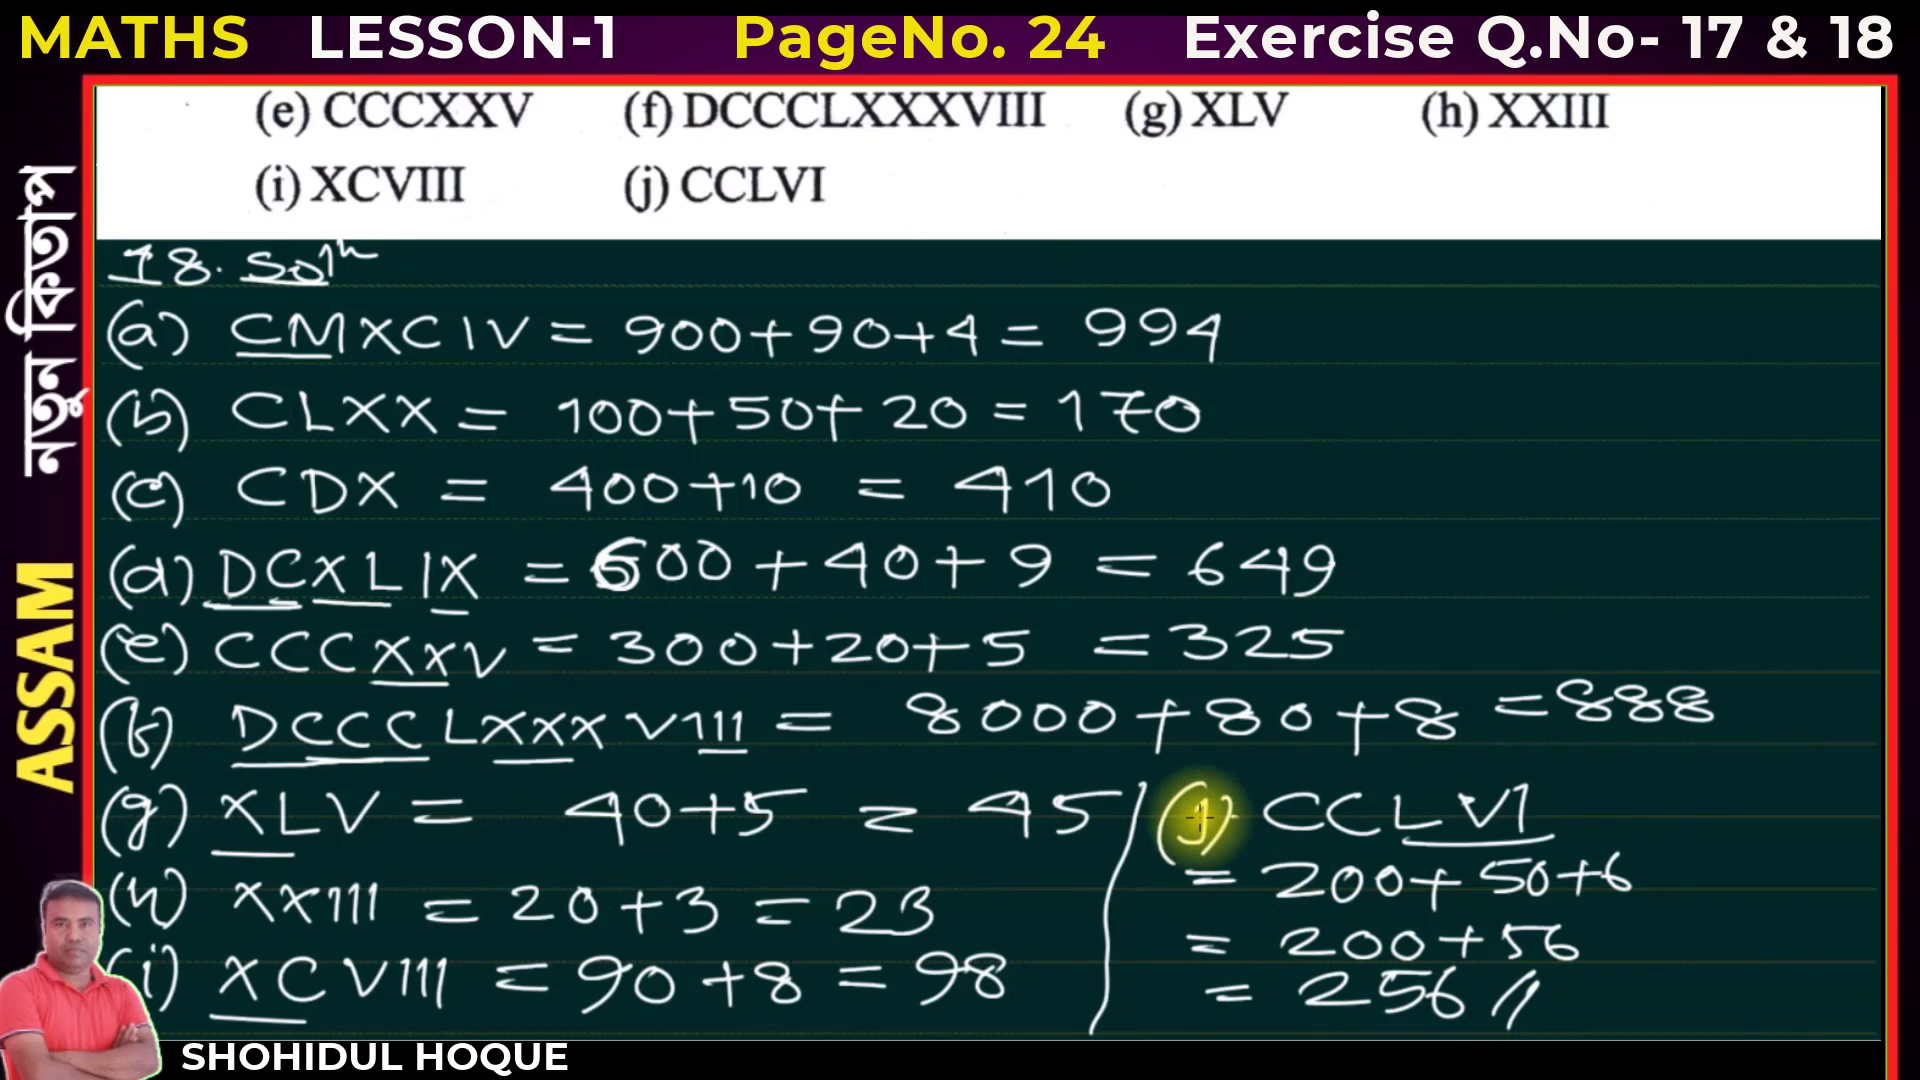 MATHS LESSON-1 PageNo. 24 Exercise Q.No- 17 & 18
(e) CCCXXV (f) DCCCLXXXVIII (g) XLV (h) XXIII
(i) XCVIII (j) CCLVI
নতুন কিতাপ
ASSAM
18. Solⁿ
(a) CMXCIV = 900+90+4 = 994
(b) CLXX = 100+50+20 = 170
(c) CDX = 400+10 = 410
(d) DCXLIX = 600+40+9 = 649
(e) CCCXXV = 300+20+5 = 325
(f) DCCCLXXXVIII = 8000+80+8 = 888
(g) XLV = 40+5 = 45
(h) XXIII = 20+3 = 23
(i) XCVIII = 90+8 = 98
(j) CCLVI
= 200+50+6
= 200+56
= 256 //
SHOHIDUL HOQUE